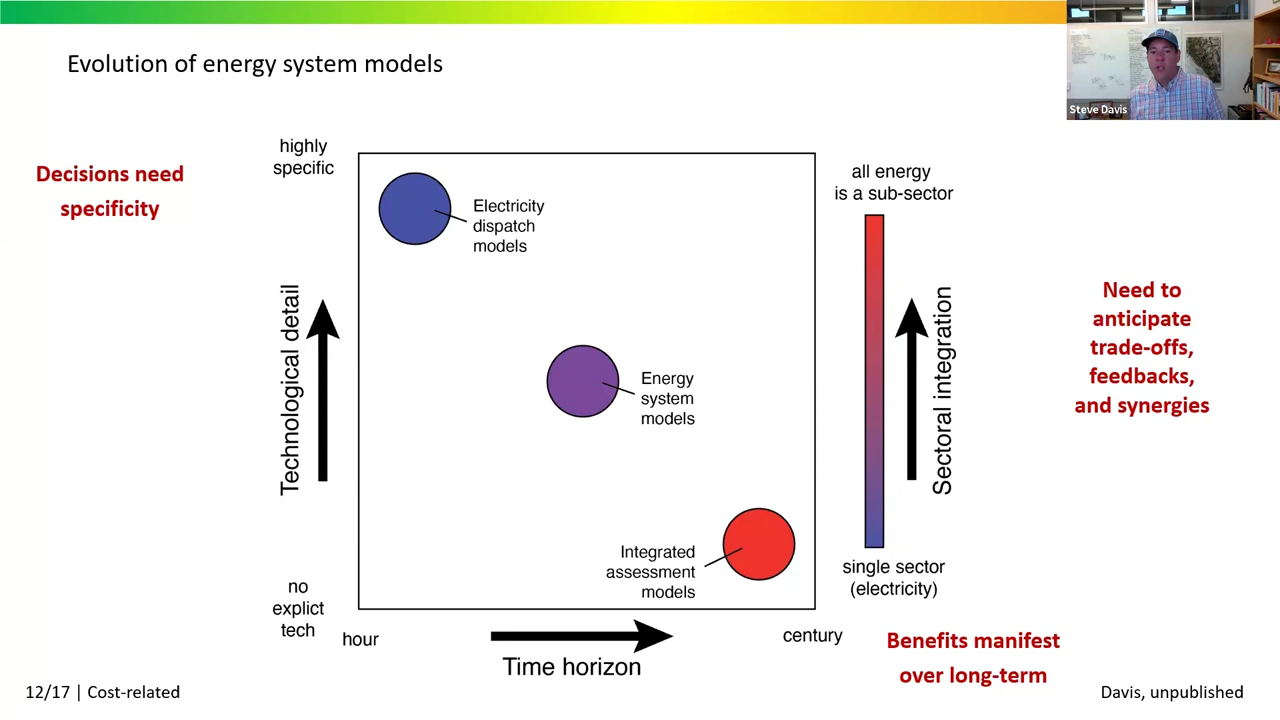 Evolution of energy system models
Steve Davis
Decisions need
specificity
highly
specific
Technological detail
no
explict
tech
Electricity
dispatch
models
Energy
system
models
Integrated
assessment
models
hour
century
Time horizon
all energy
is a sub-sector
Sectoral integration
single sector
(electricity)
Need to
anticipate
trade-offs,
feedbacks,
and synergies
Benefits manifest
over long-term
12/17 | Cost-related
Davis, unpublished